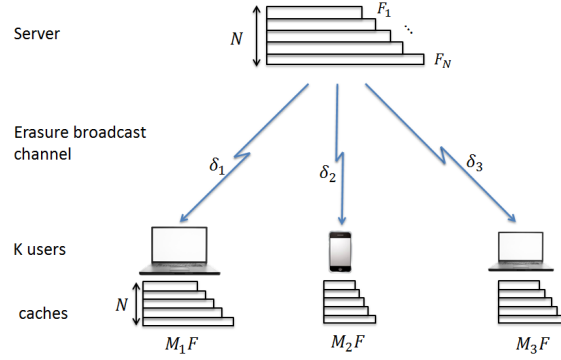 Server
N
F_1
⋱
F_N
Erasure broadcast
channel
δ_1
δ_2
δ_3
K users
caches
N
M_1F
M_2F
M_3F